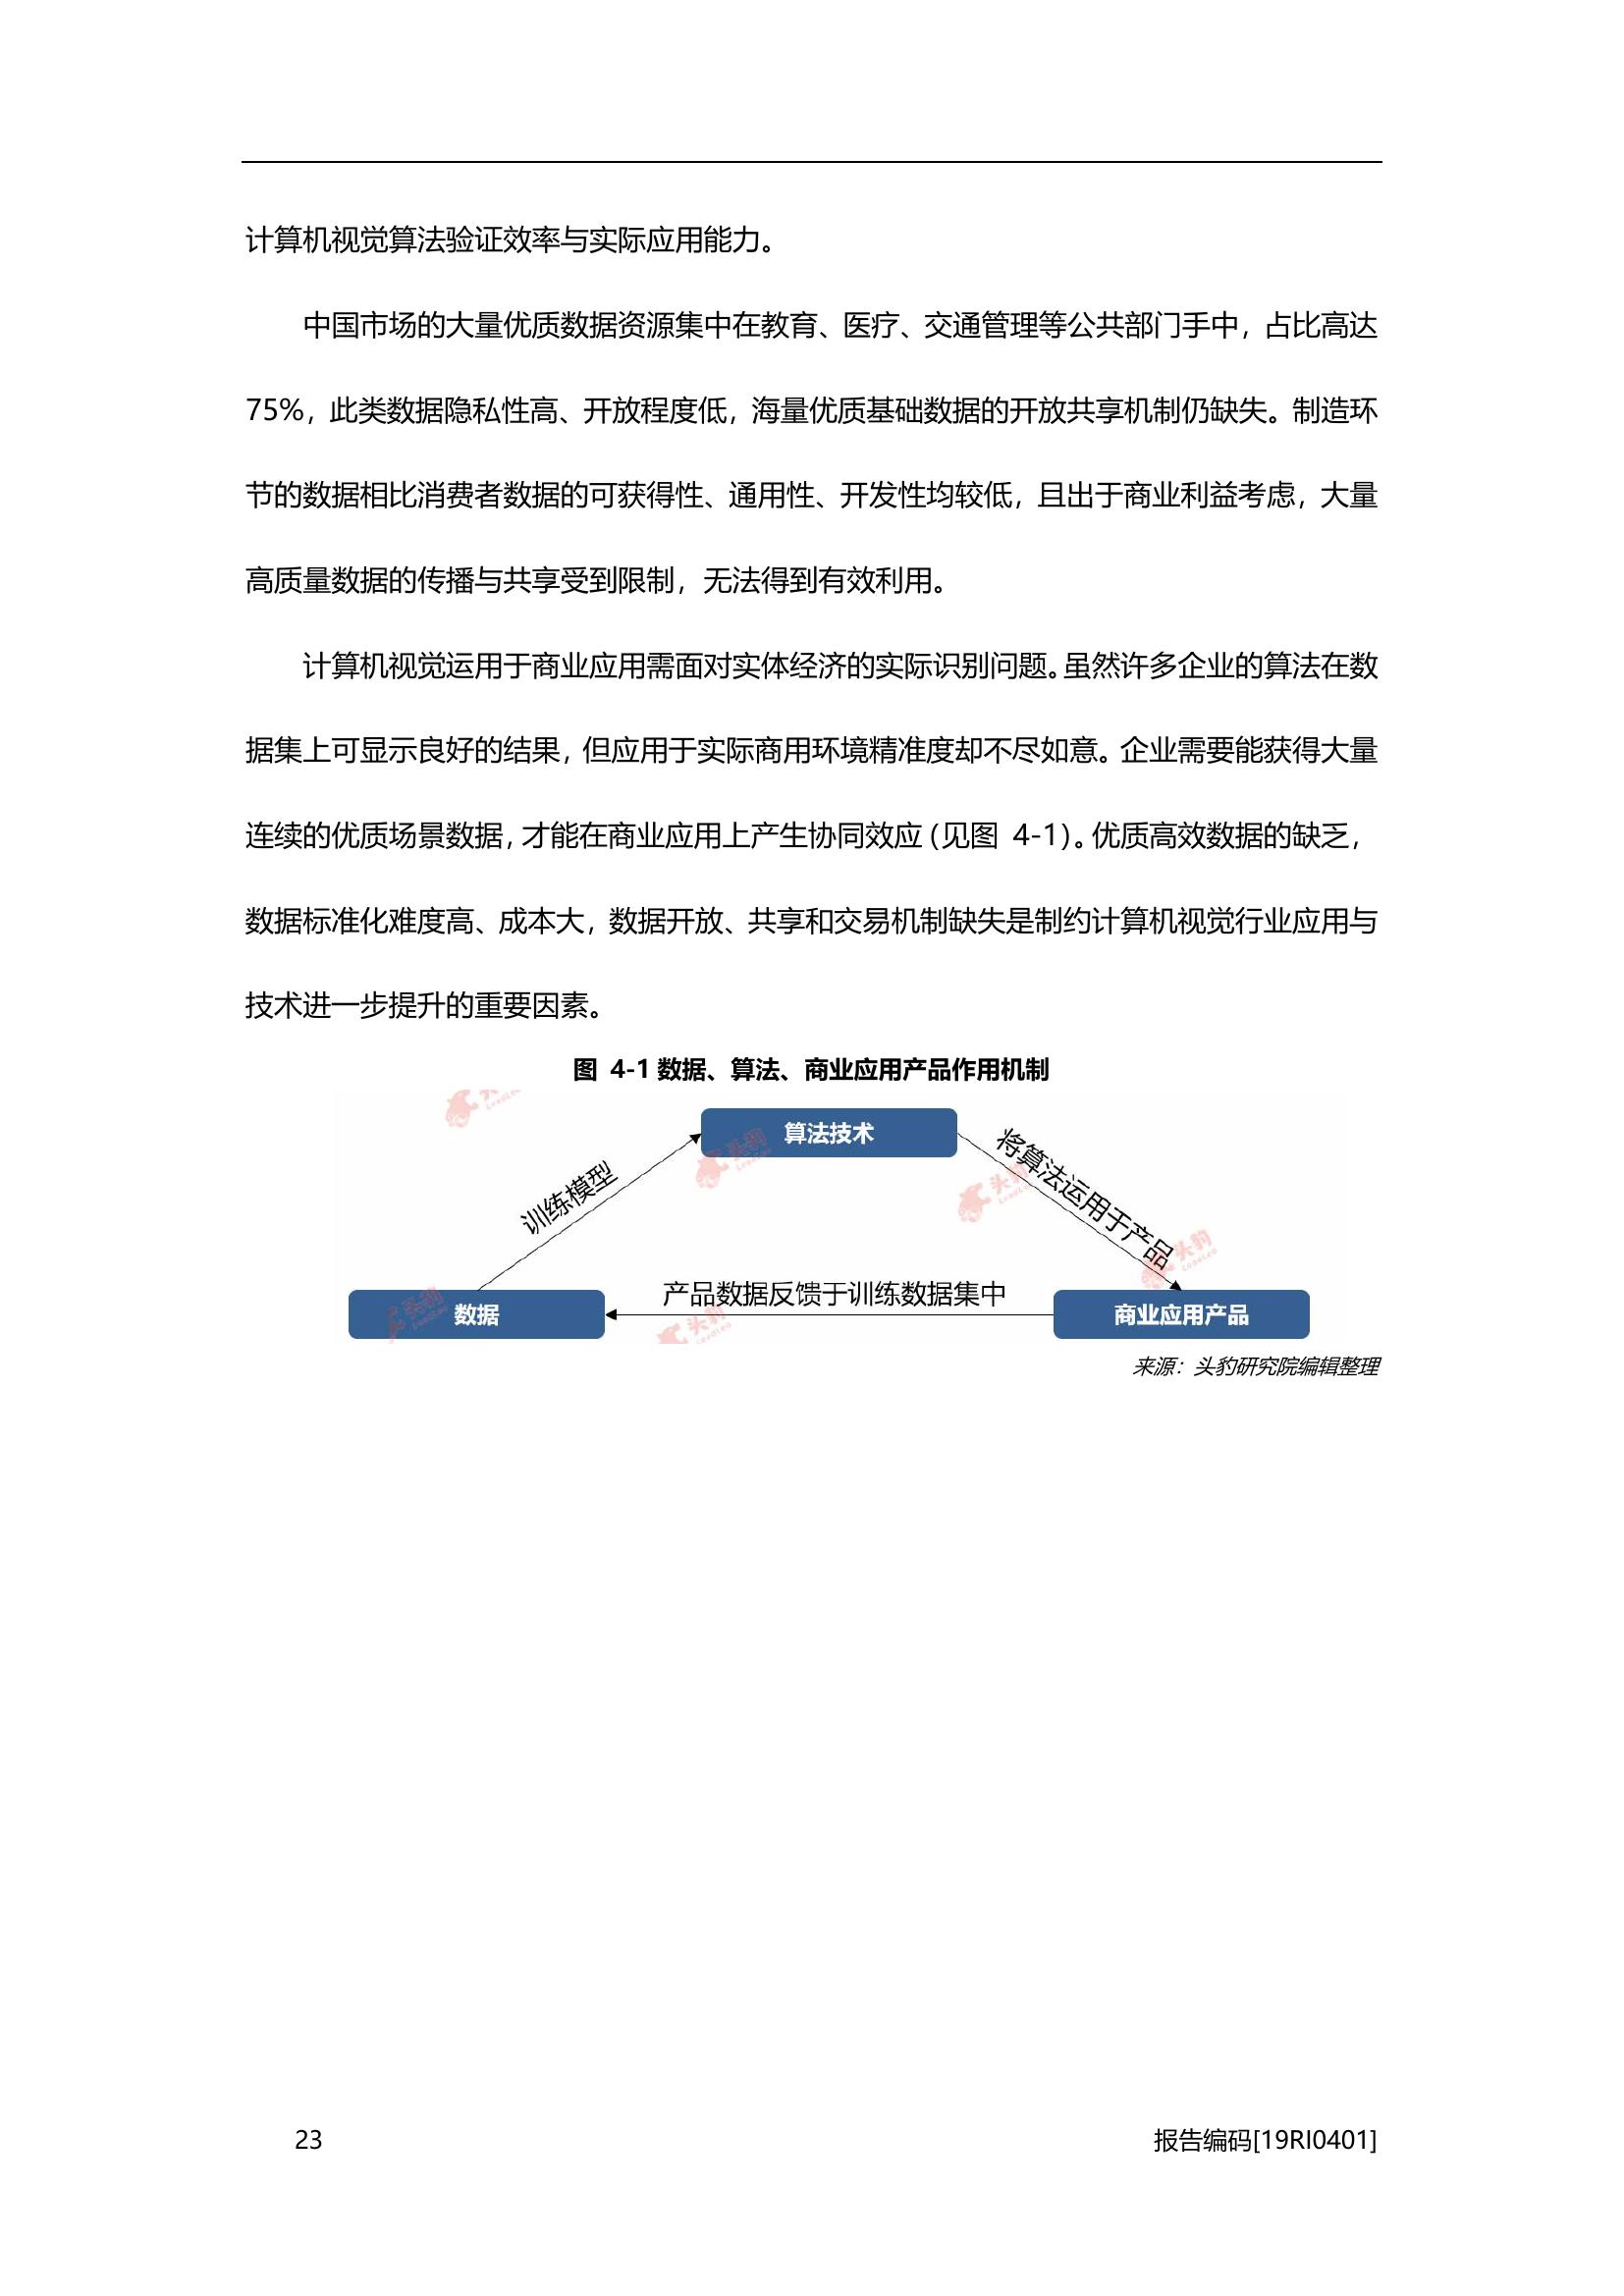 计算机视觉算法验证效率与实际应用能力。
中国市场的大量优质数据资源集中在教育、医疗、交通管理等公共部门手中，占比高达
75%，此类数据隐私性高、开放程度低，海量优质基础数据的开放共享机制仍缺失。制造环
节的数据相比消费者数据的可获得性、通用性、开发性均较低，且出于商业利益考虑，大量
高质量数据的传播与共享受到限制，无法得到有效利用。
计算机视觉运用于商业应用需面对实体经济的实际识别问题。虽然许多企业的算法在数
据集上可显示良好的结果，但应用于实际商用环境精准度却不尽如意。企业需要能获得大量
连续的优质场景数据，才能在商业应用上产生协同效应（见图 4-1）。优质高效数据的缺乏，
数据标准化难度高、成本大，数据开放、共享和交易机制缺失是制约计算机视觉行业应用与
技术进一步提升的重要因素。
图 4-1 数据、算法、商业应用产品作用机制
算法技术
训练模型
将算法运用于产品
产品数据反馈于训练数据集中
数据
商业应用产品
头豹
LeadLeo
头豹
头豹
LeadLeo
头豹
LeadLeo
头豹
LeadLeo
来源：头豹研究院编辑整理
23
报告编码[19RI0401]